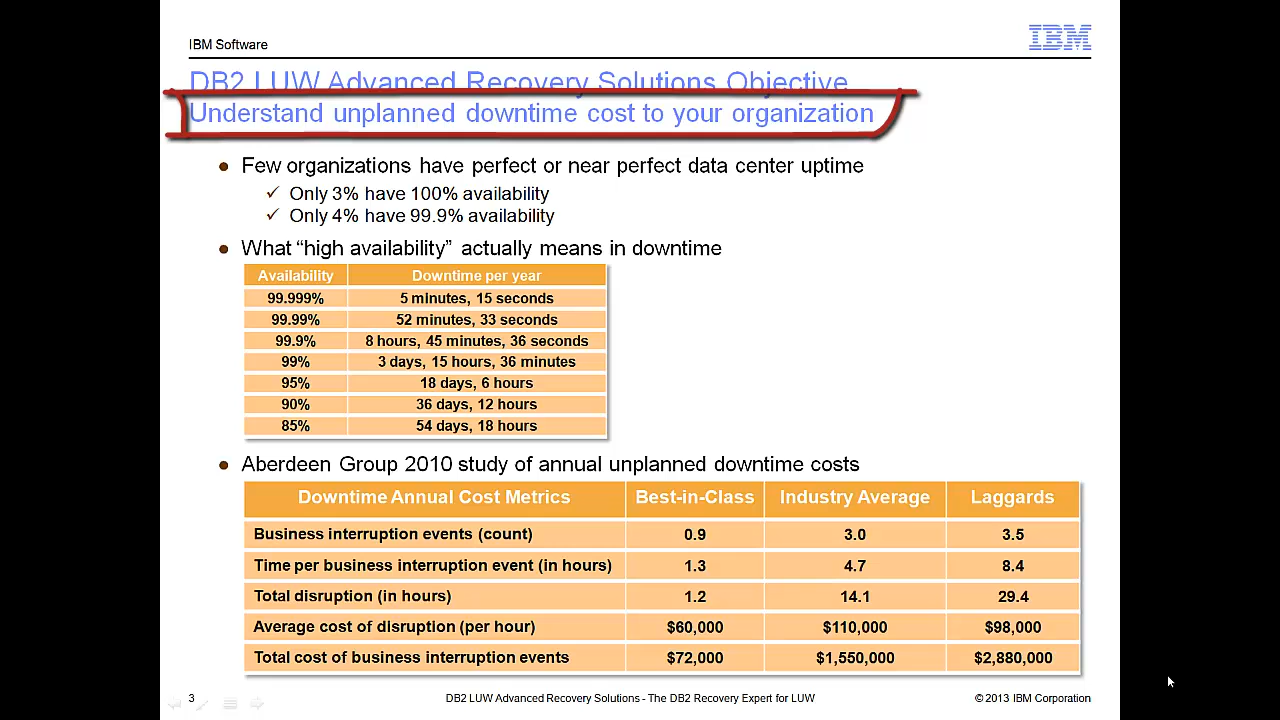 IBM Software
IBM
DB2 LUW Advanced Recovery Solutions Objective
Understand unplanned downtime cost to your organization
Few organizations have perfect or near perfect data center uptime
Only 3% have 100% availability
Only 4% have 99.9% availability
What “high availability” actually means in downtime
Availability Downtime per year
99.999% 5 minutes, 15 seconds
99.99% 52 minutes, 33 seconds
99.9% 8 hours, 45 minutes, 36 seconds
99% 3 days, 15 hours, 36 minutes
95% 18 days, 6 hours
90% 36 days, 12 hours
85% 54 days, 18 hours
Aberdeen Group 2010 study of annual unplanned downtime costs
Downtime Annual Cost Metrics Best-in-Class Industry Average Laggards
Business interruption events (count) 0.9 3.0 3.5
Time per business interruption event (in hours) 1.3 4.7 8.4
Total disruption (in hours) 1.2 14.1 29.4
Average cost of disruption (per hour) $60,000 $110,000 $98,000
Total cost of business interruption events $72,000 $1,550,000 $2,880,000
3 DB2 LUW Advanced Recovery Solutions - The DB2 Recovery Expert for LUW © 2013 IBM Corporation